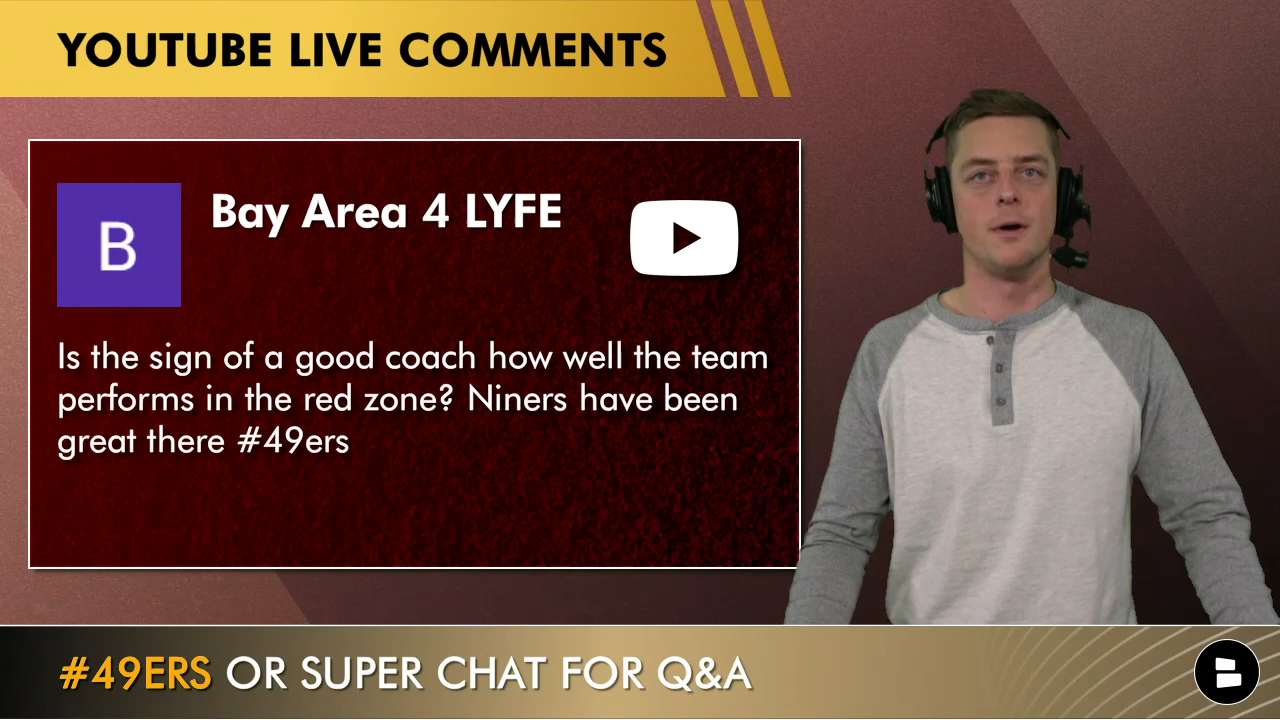 YOUTUBE LIVE COMMENTS
B
Bay Area 4 LYFE
Is the sign of a good coach how well the team
performs in the red zone? Niners have been
great there #49ers
#49ERS OR SUPER CHAT FOR Q&A